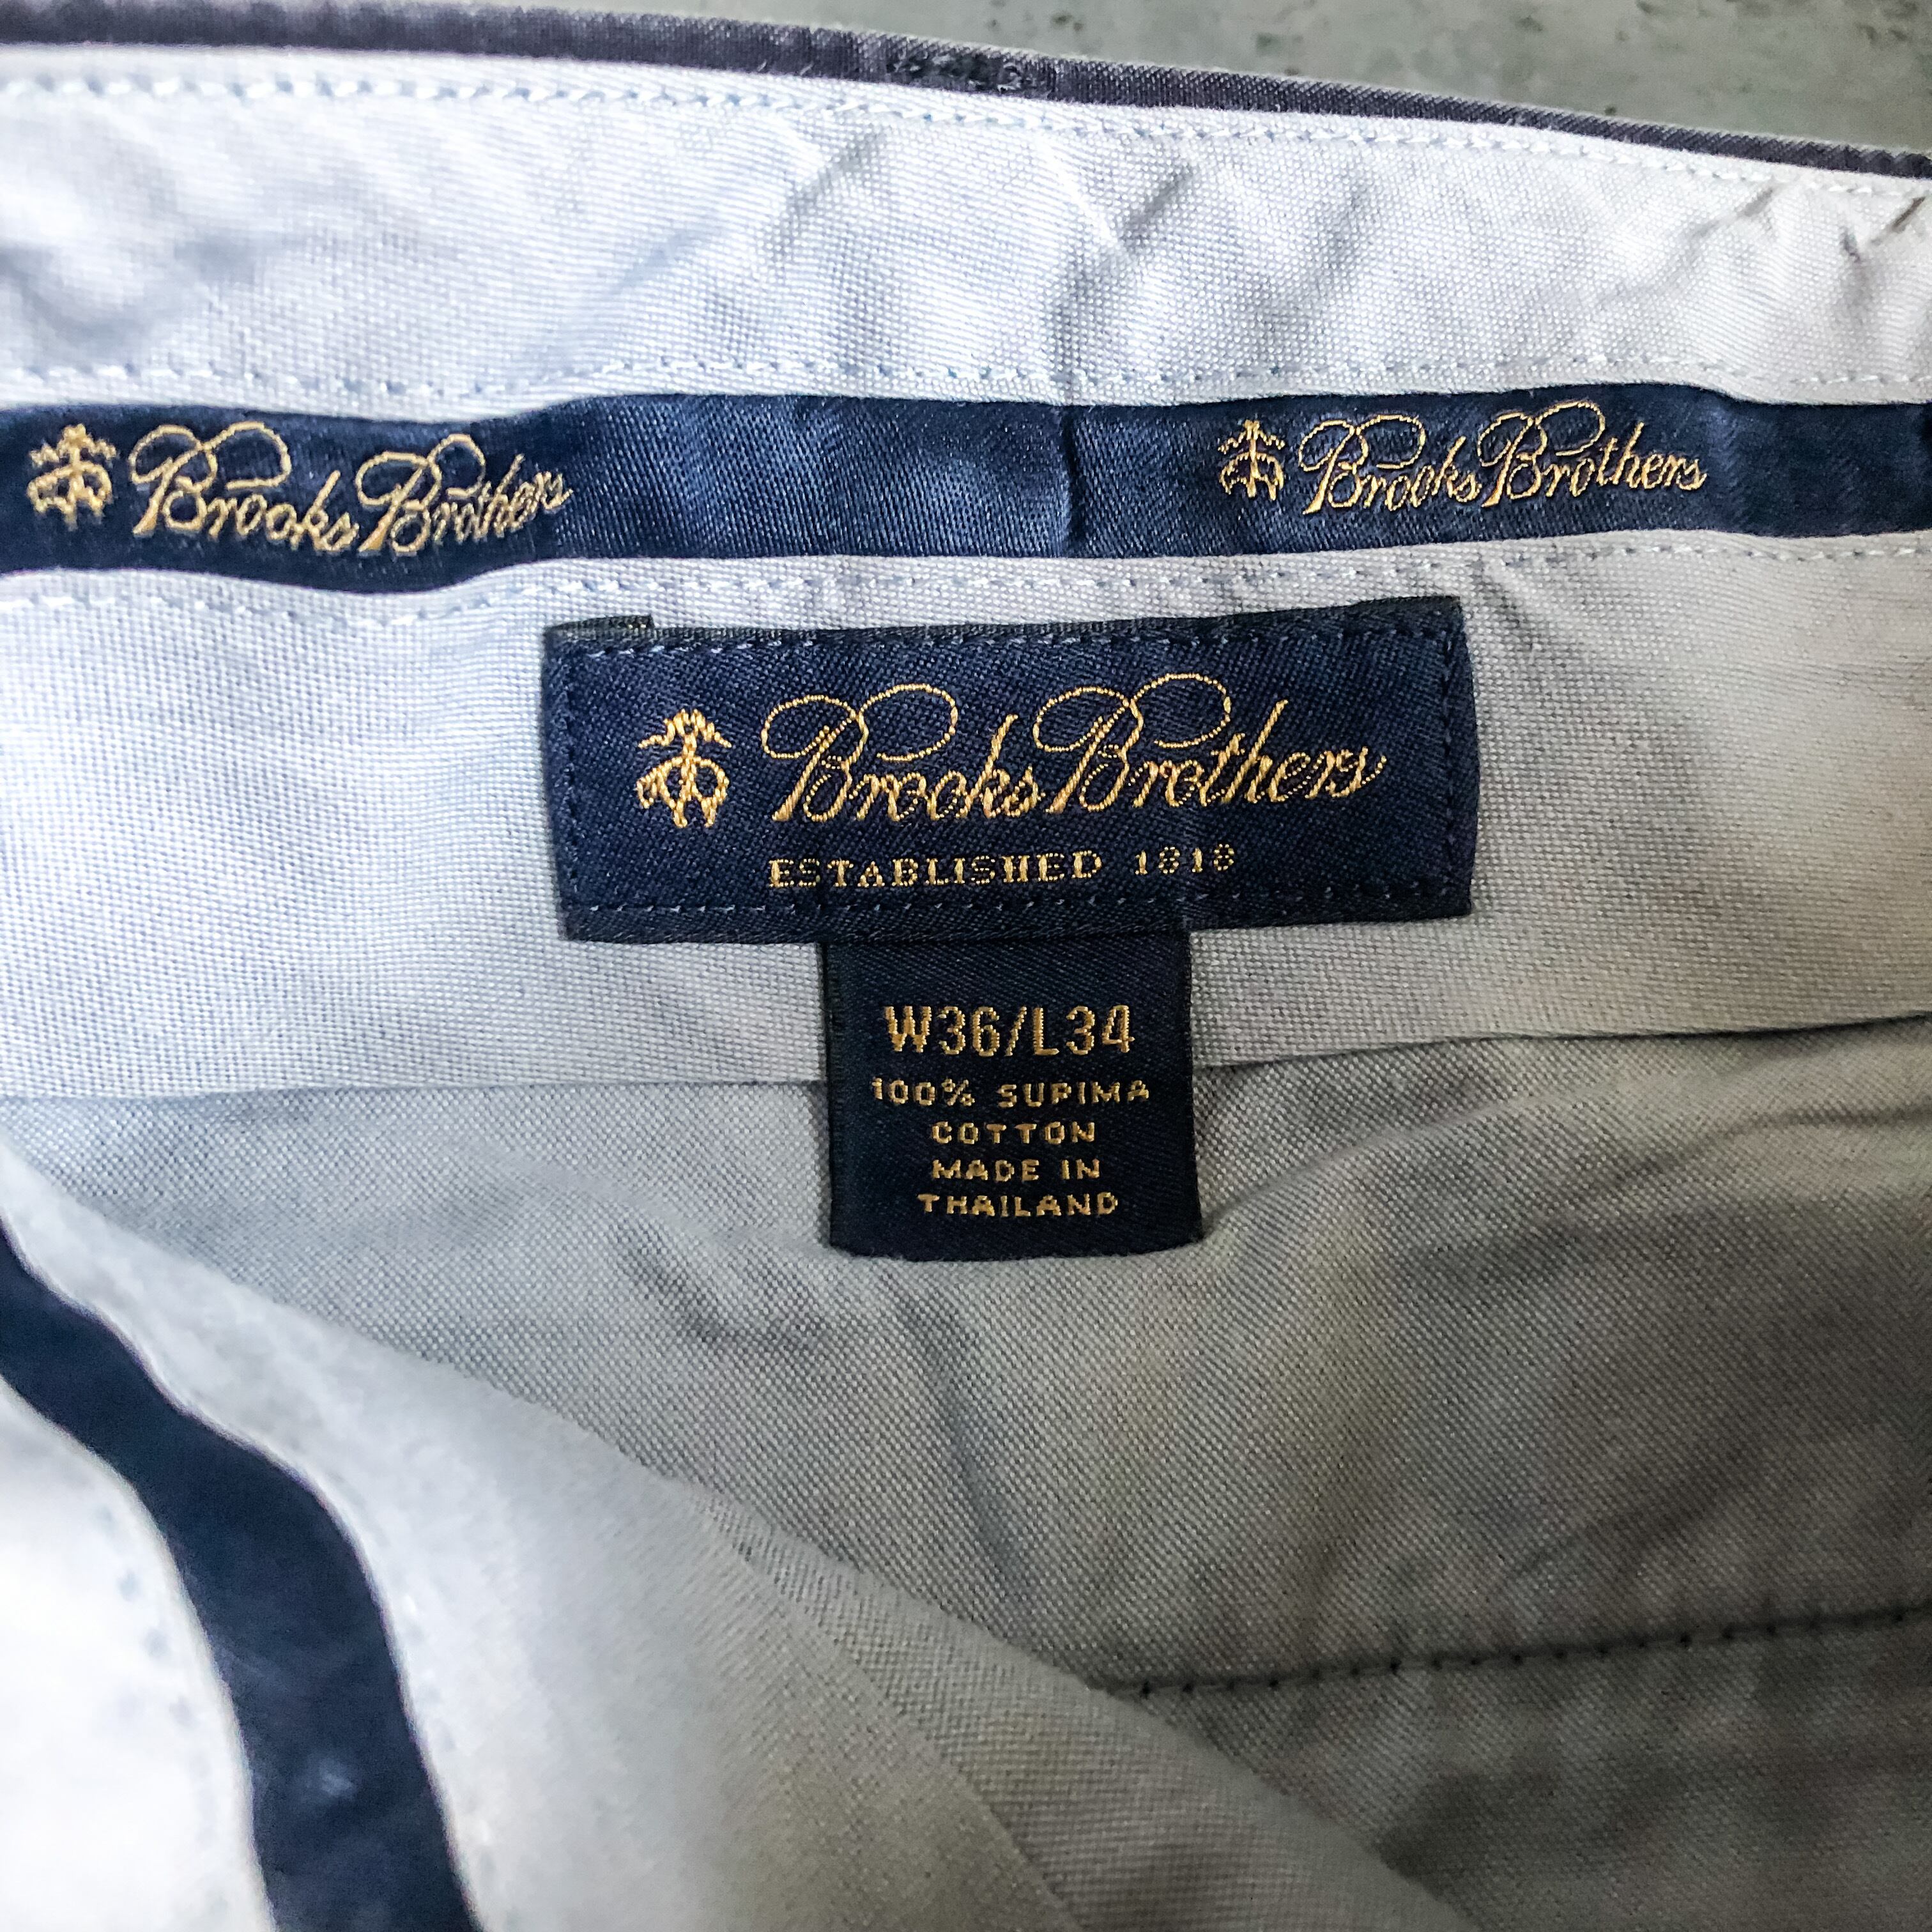 Brooks Brothers
Brooks Brothers
Brooks Brothers
ESTABLISHED 1818
W36/L34
100% SUPIMA
COTTON
MADE IN
THAILAND